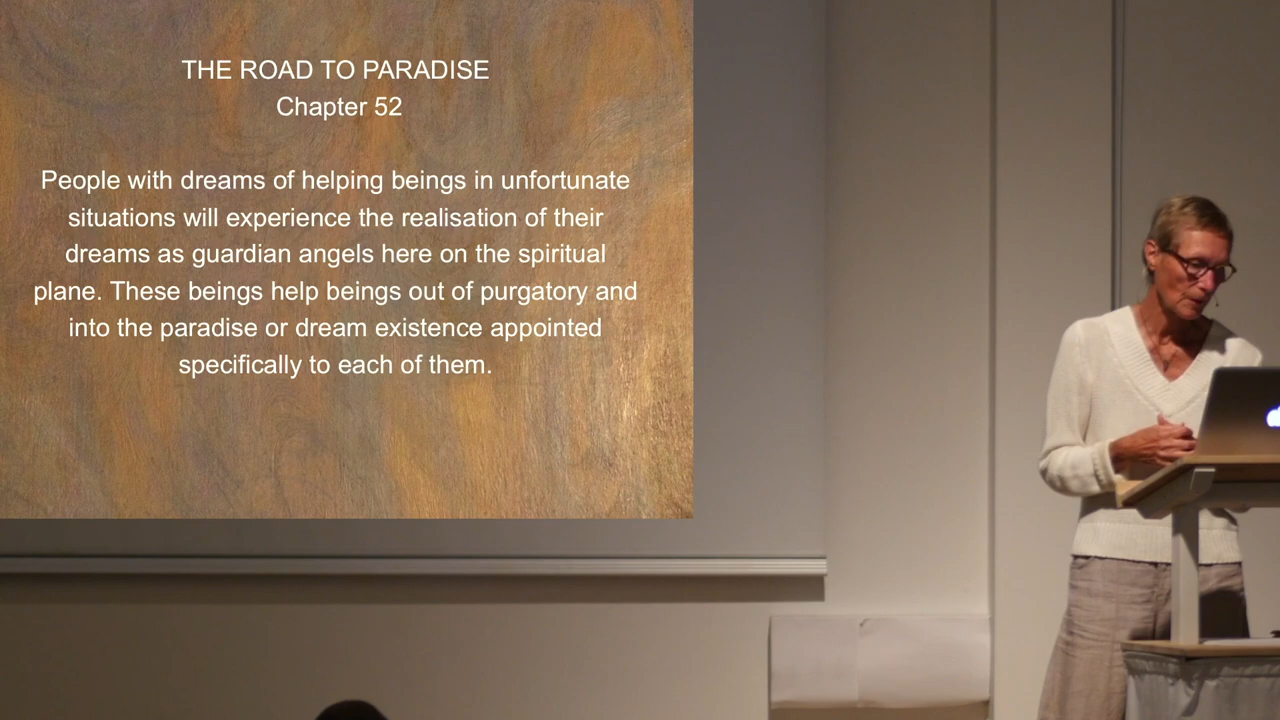 THE ROAD TO PARADISE
Chapter 52
People with dreams of helping beings in unfortunate
situations will experience the realisation of their
dreams as guardian angels here on the spiritual
plane. These beings help beings out of purgatory and
into the paradise or dream existence appointed
specifically to each of them.